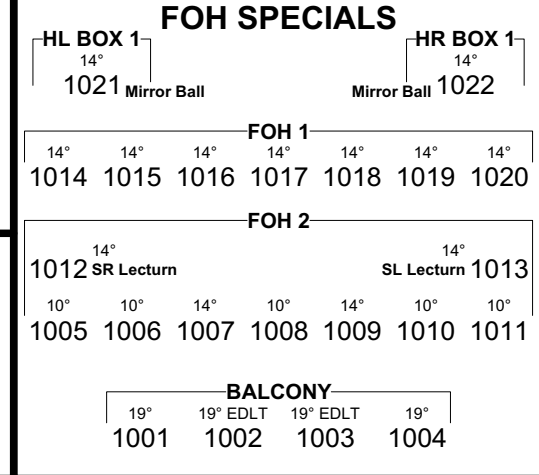 FOH SPECIALS
HL BOX 1 HR BOX 1
14° 14°
1021 Mirror Ball Mirror Ball 1022
FOH 1
14° 14° 14° 14° 14° 14° 14°
1014 1015 1016 1017 1018 1019 1020
FOH 2
14° 14°
1012 SR Lecturn SL Lecturn 1013
10° 10° 14° 10° 14° 10° 10°
1005 1006 1007 1008 1009 1010 1011
BALCONY
19° 19° EDLT 19° EDLT 19°
1001 1002 1003 1004